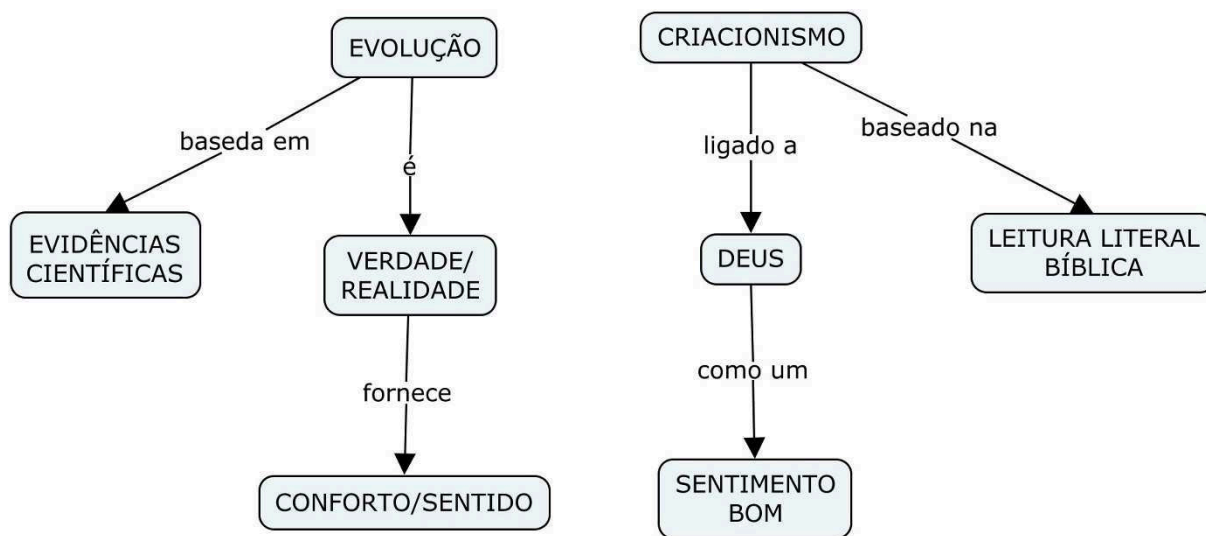 EVOLUÇÃO
CRIACIONISMO
baseda em
é
ligado a
baseado na
EVIDÊNCIAS
CIENTÍFICAS
VERDADE/
REALIDADE
DEUS
LEITURA LITERAL
BÍBLICA
fornece
como um
CONFORTO/SENTIDO
SENTIMENTO
BOM